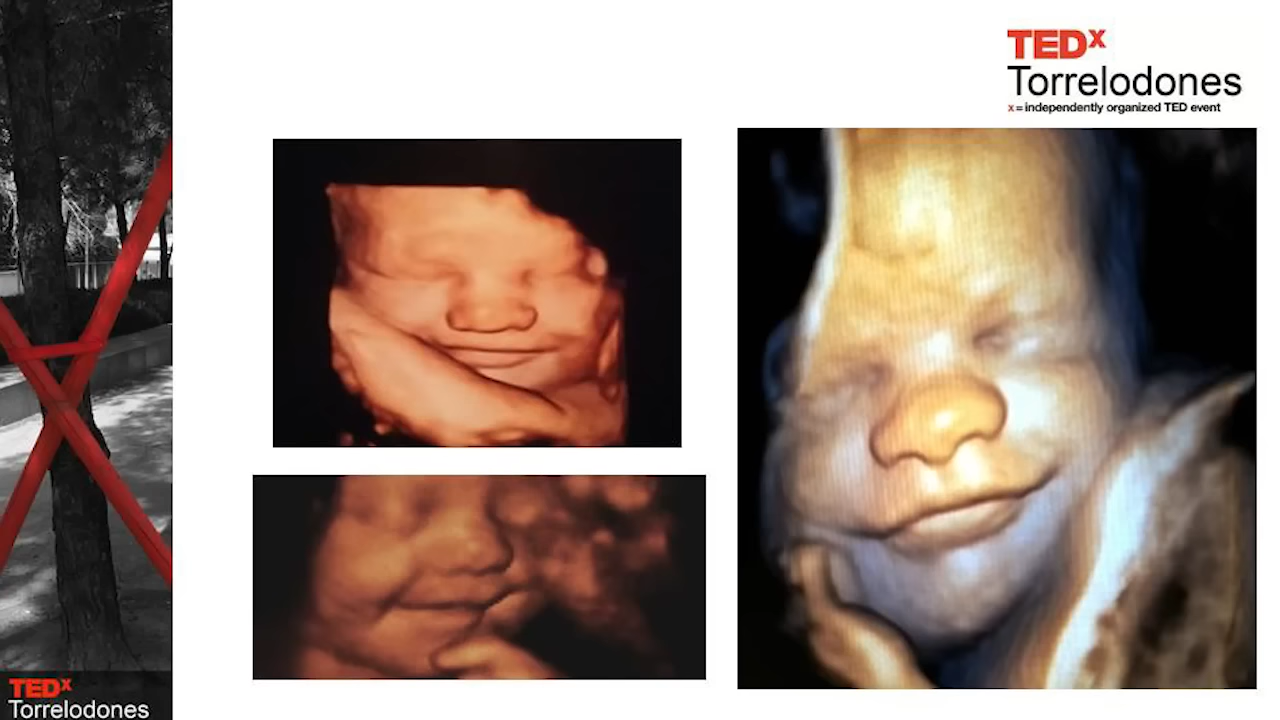 TEDx
Torrelodones
x = independently organized TED event
TEDx
Torrelodones